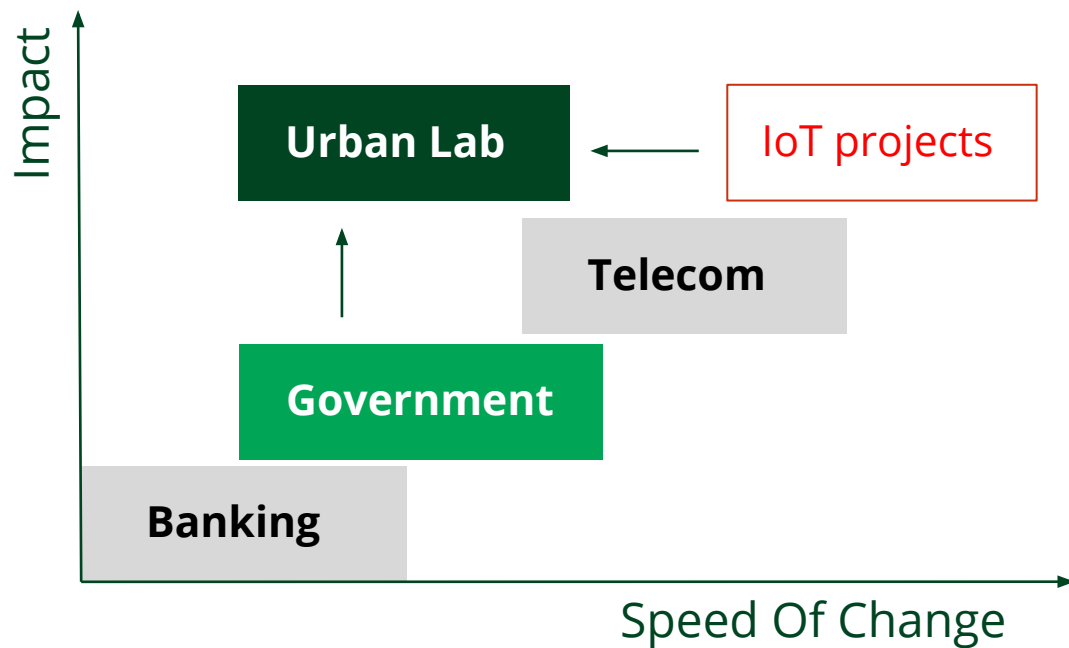 Impact
Urban Lab
IoT projects
Telecom
Government
Banking
Speed Of Change